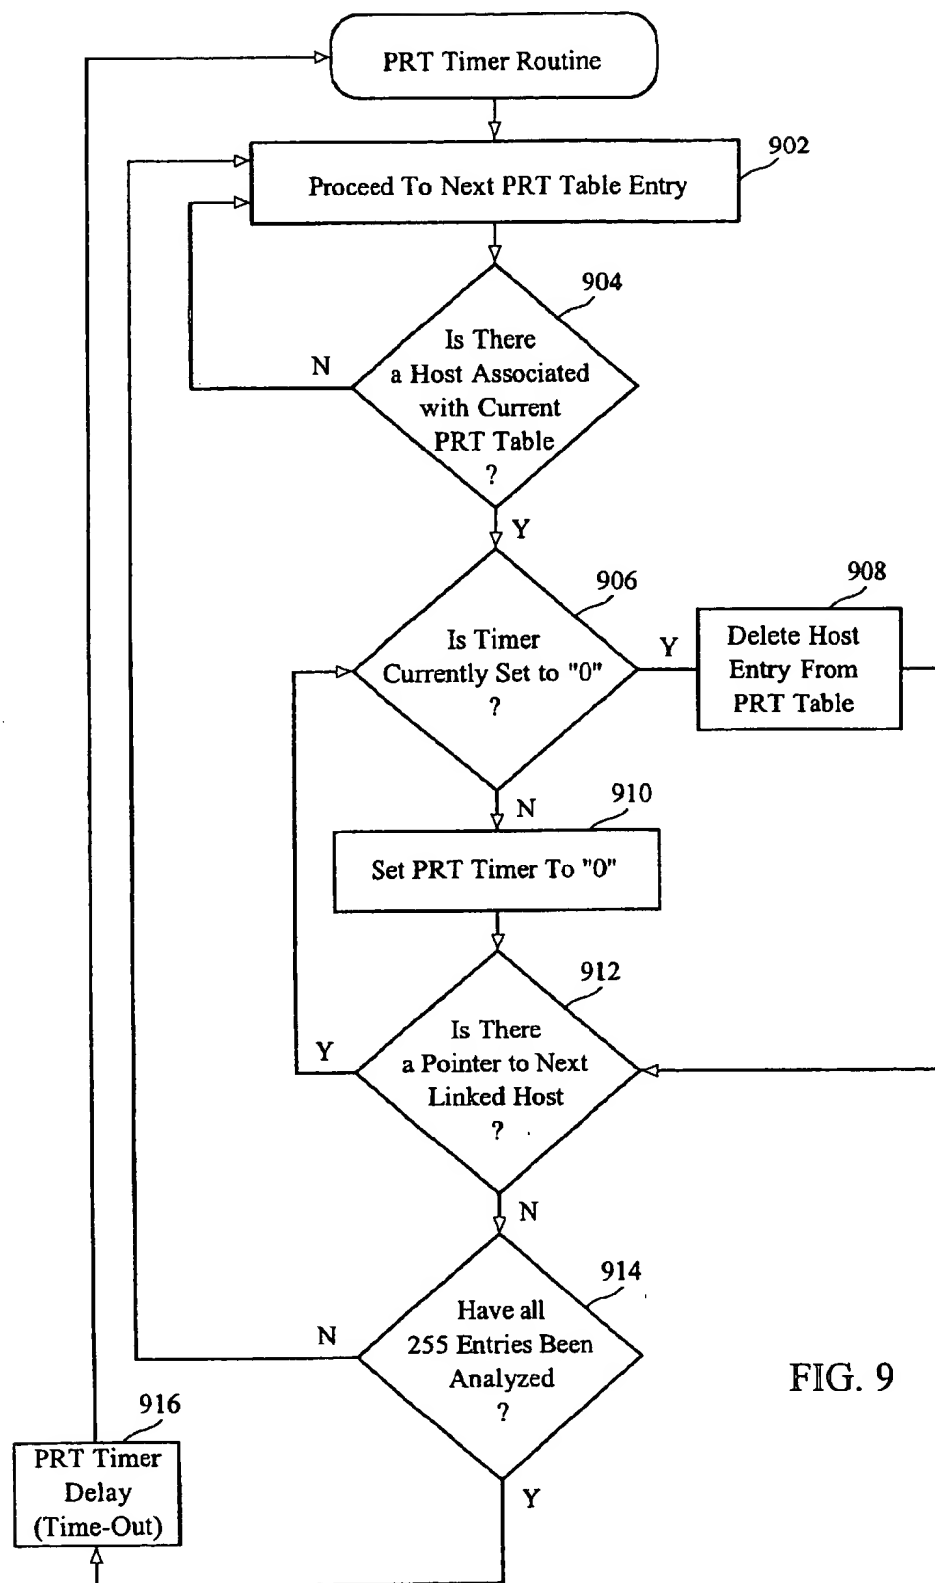 PRT Timer Routine
902
Proceed To Next PRT Table Entry
904
Is There
a Host Associated
with Current
PRT Table
?
N
Y
906
Is Timer
Currently Set to "0"
?
Y
908
Delete Host
Entry From
PRT Table
N
910
Set PRT Timer To "0"
912
Is There
a Pointer to Next
Linked Host
?
Y
N
914
Have all
255 Entries Been
Analyzed
?
N
Y
FIG. 9
916
PRT Timer
Delay
(Time-Out)